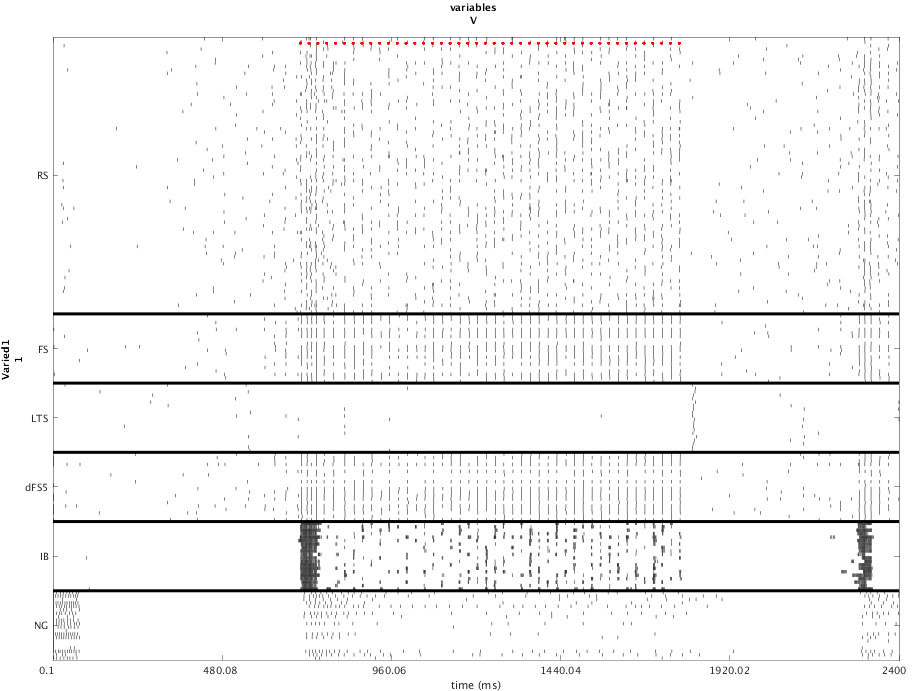 variables
V
RS
FS
LTS
dFS5
IB
NG
Varied1
1
0.1 480.08 960.06 1440.04 1920.02 2400
time (ms)